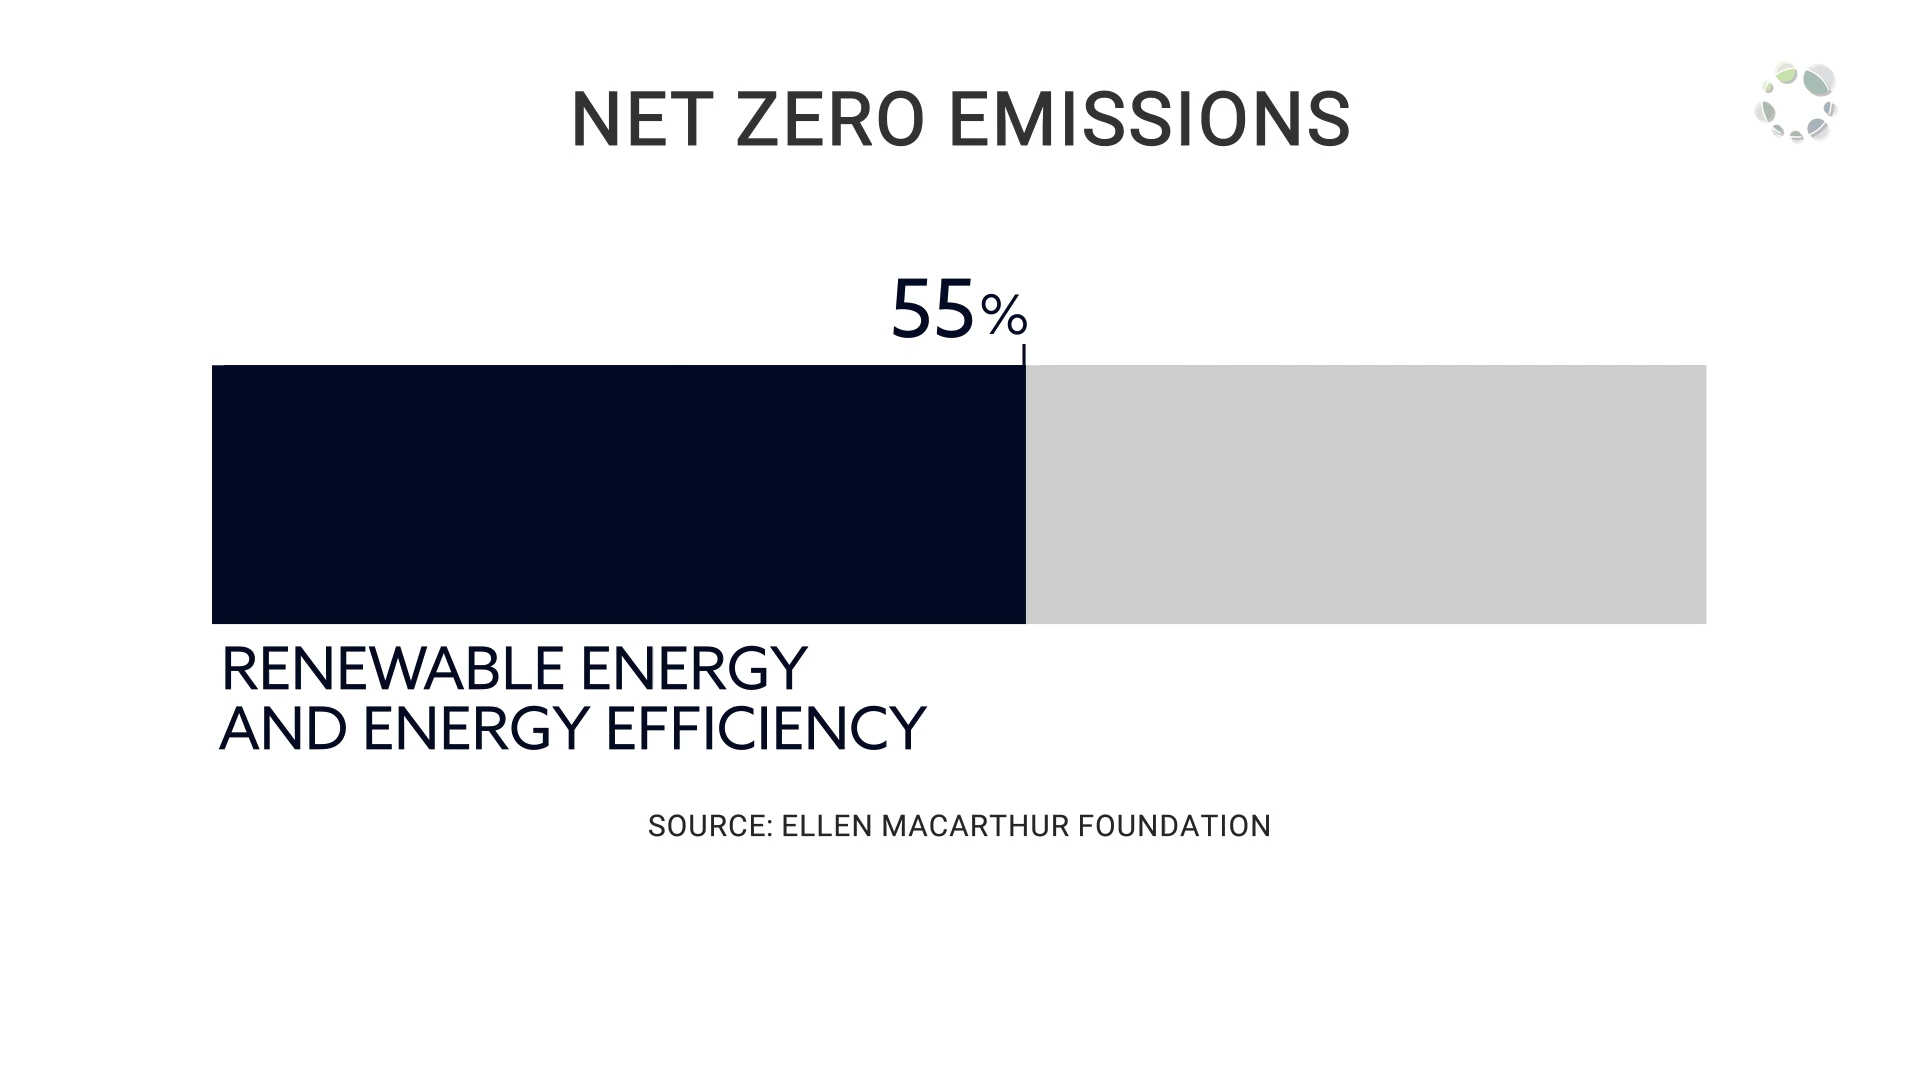 NET ZERO EMISSIONS
55%
RENEWABLE ENERGY
AND ENERGY EFFICIENCY
SOURCE: ELLEN MACARTHUR FOUNDATION